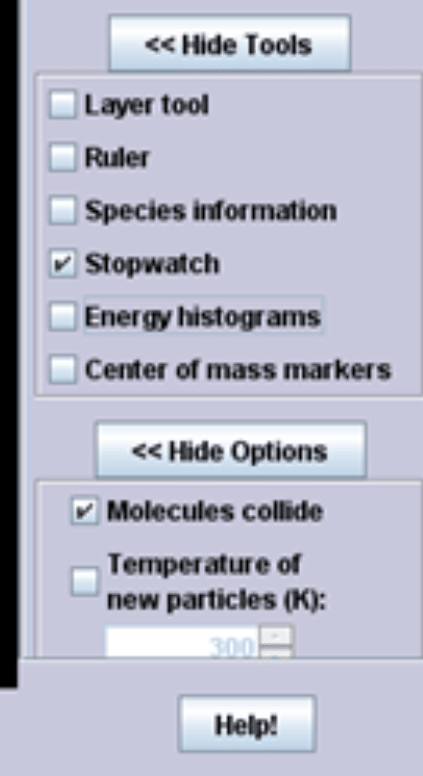 << Hide Tools
Layer tool
Ruler
Species information
Stopwatch
Energy histograms
Center of mass markers
<< Hide Options
Molecules collide
Temperature of
new particles (K):
300
Help!